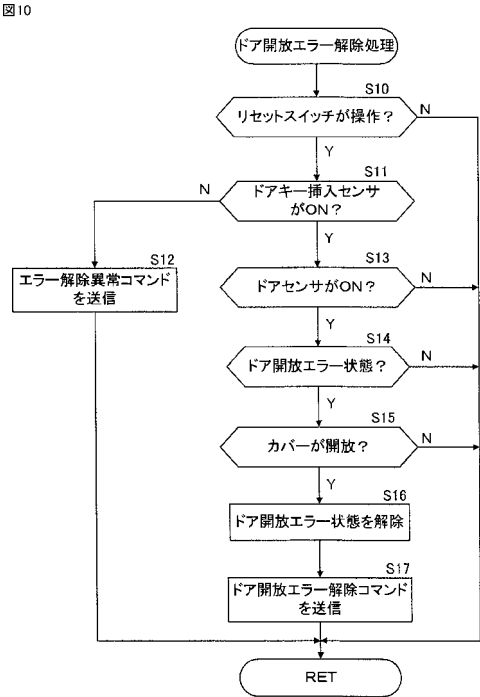 図10
ドア開放エラー解除処理
S10
リセットスイッチが操作？
N
Y
S11
ドアキー挿入センサ
がON？
N
Y
S12
エラー解除異常コマンド
を送信
S13
ドアセンサがON？
N
Y
S14
ドア開放エラー状態？
N
Y
S15
カバーが開放？
N
Y
S16
ドア開放エラー状態を解除
S17
ドア開放エラー解除コマンド
を送信
RET